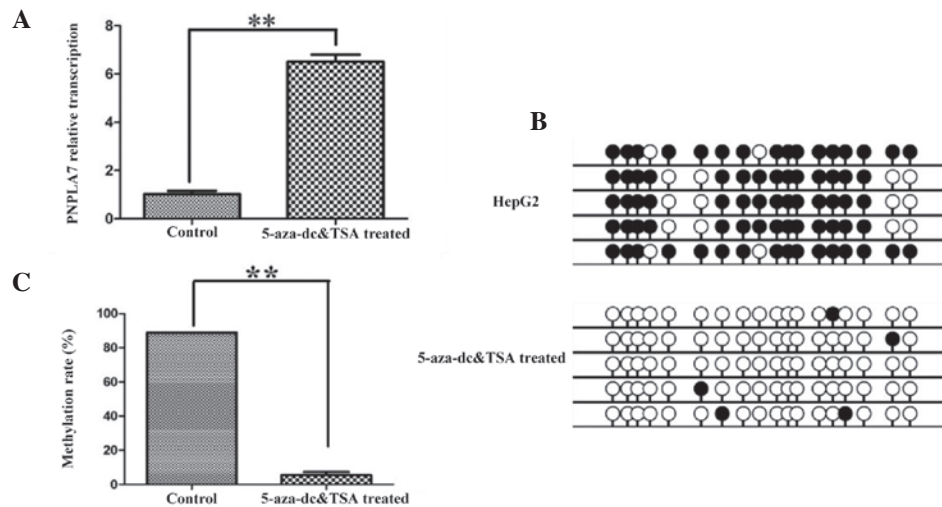 A
**
PNPLA7 relative transcription
8
6
4
2
0
Control
5-aza-dc&TSA treated
B
HepG2
5-aza-dc&TSA treated
C
**
Methylation rate (%)
100
80
60
40
20
0
Control
5-aza-dc&TSA treated